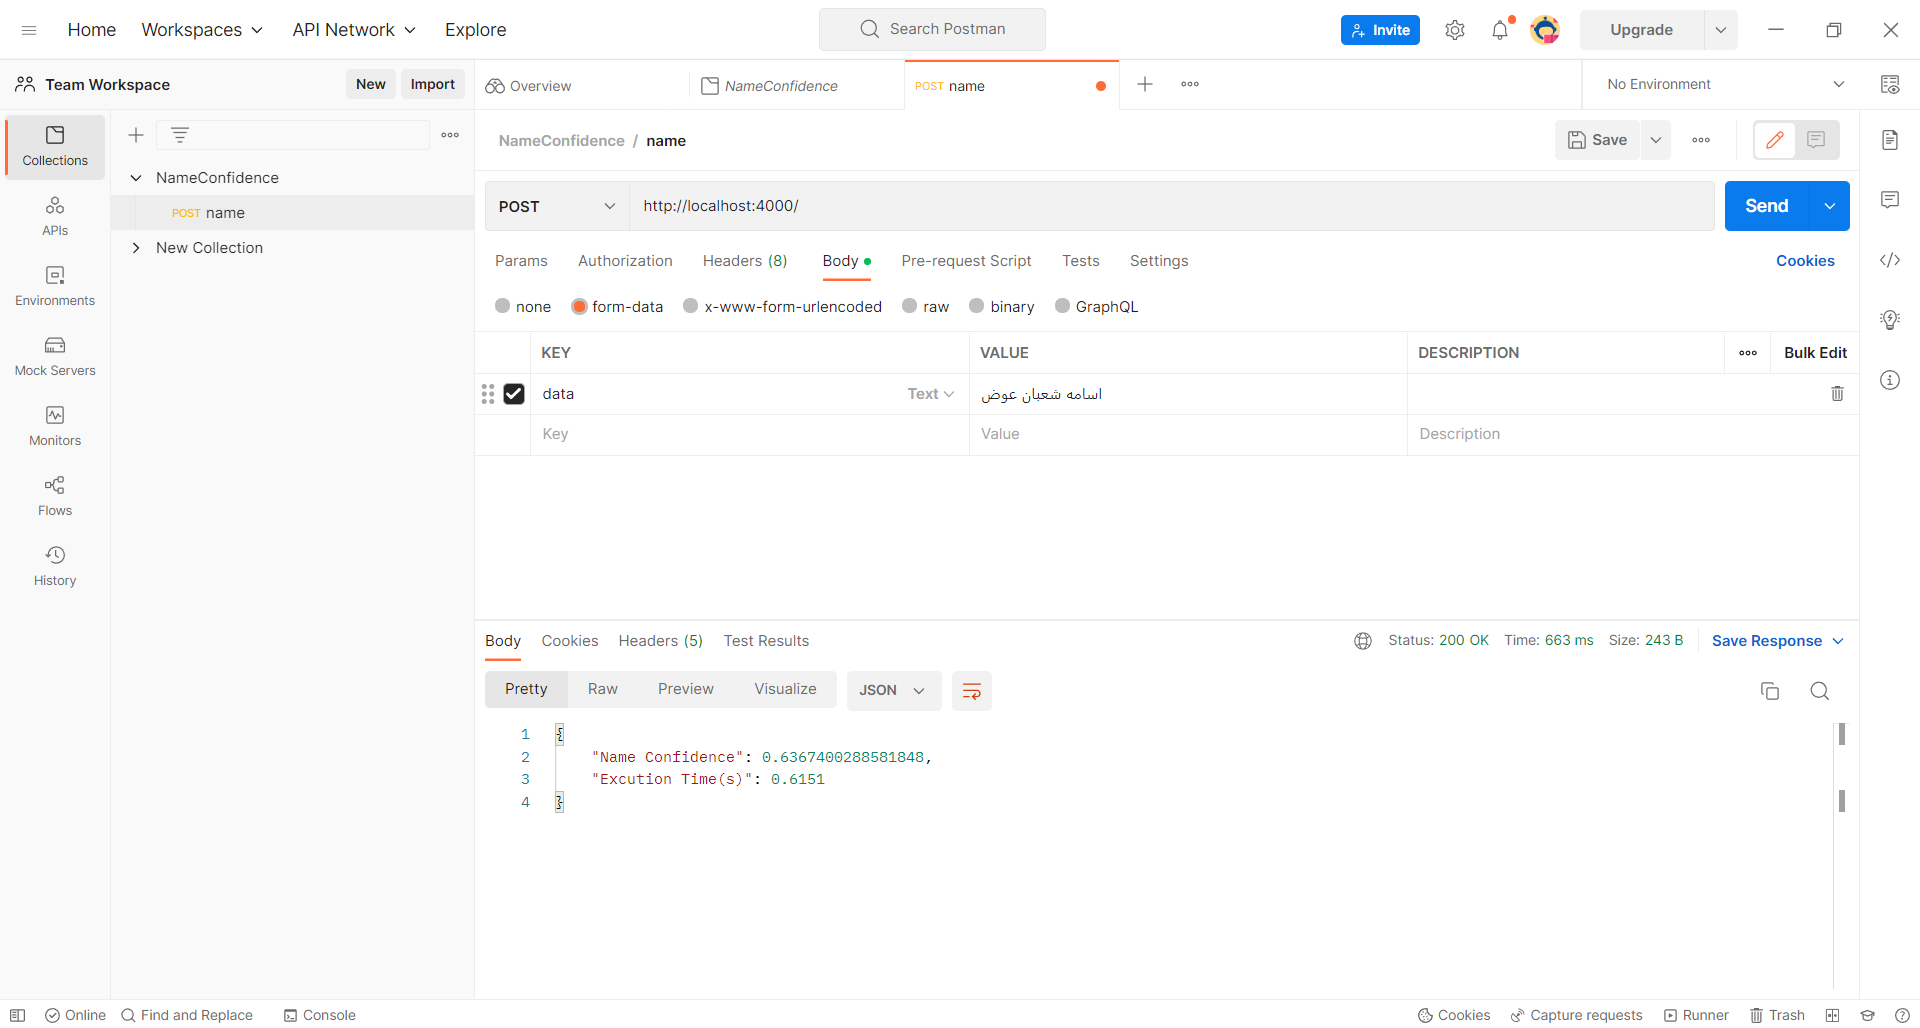 Home Workspaces API Network Explore Search Postman Invite Upgrade
Team Workspace New Import Overview NameConfidence POST name No Environment
Collections
APIs
Environments
Mock Servers
Monitors
Flows
History
NameConfidence
POST name
New Collection
NameConfidence / name Save
POST http://localhost:4000/ Send
Params Authorization Headers (8) Body Pre-request Script Tests Settings Cookies
none form-data x-www-form-urlencoded raw binary GraphQL
KEY VALUE DESCRIPTION Bulk Edit
data Text اسامه شعبان عوض
Key Value Description
Body Cookies Headers (5) Test Results Status: 200 OK Time: 663 ms Size: 243 B Save Response
Pretty Raw Preview Visualize JSON
1 {
2 "Name Confidence": 0.6367400288581848,
3 "Excution Time(s)": 0.6151
4 }
Online Find and Replace Console Cookies Capture requests Runner Trash